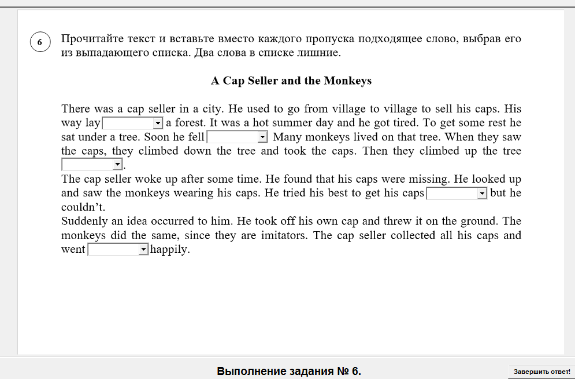 6 Прочитайте текст и вставьте вместо каждого пропуска подходящее слово, выбрав его
из выпадающего списка. Два слова в списке лишние.
A Cap Seller and the Monkeys
There was a cap seller in a city. He used to go from village to village to sell his caps. His
way lay a forest. It was a hot summer day and he got tired. To get some rest he
sat under a tree. Soon he fell . Many monkeys lived on that tree. When they saw
the caps, they climbed down the tree and took the caps. Then they climbed up the tree
.
The cap seller woke up after some time. He found that his caps were missing. He looked up
and saw the monkeys wearing his caps. He tried his best to get his caps but he
couldn't.
Suddenly an idea occurred to him. He took off his own cap and threw it on the ground. The
monkeys did the same, since they are imitators. The cap seller collected all his caps and
went happily.
Выполнение задания № 6.
Завершить ответ!